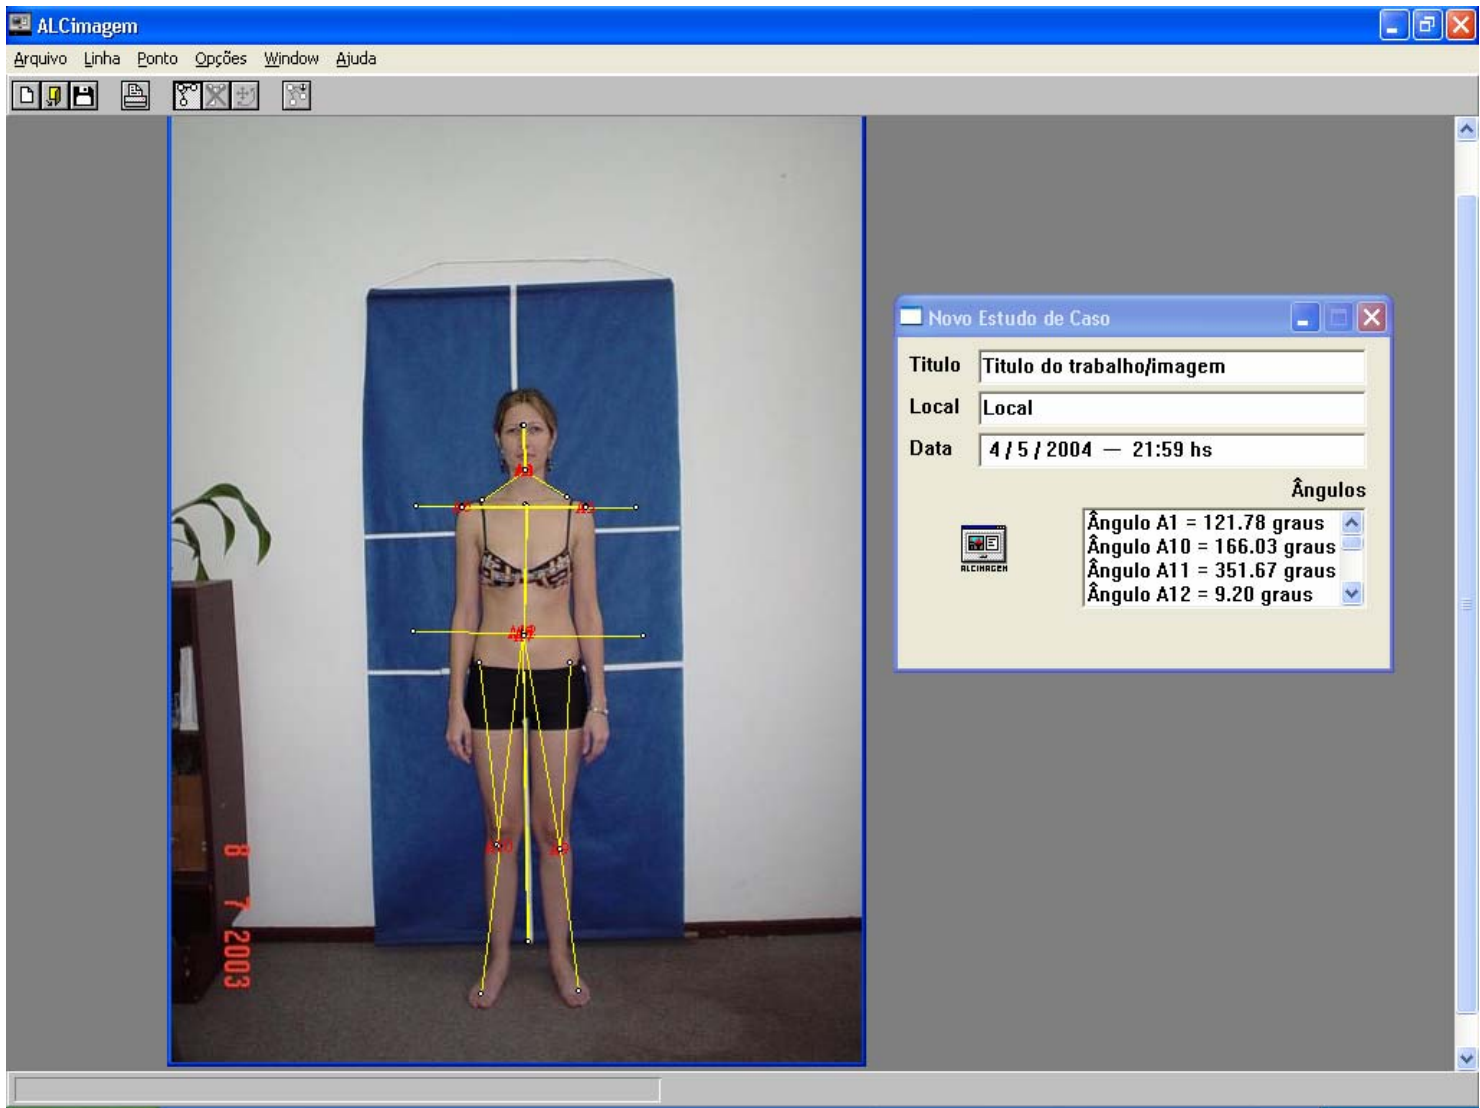 ALCimagem
Arquivo Linha Ponto Opções Window Ajuda
Novo Estudo de Caso
Titulo Titulo do trabalho/imagem
Local Local
Data 4 / 5 / 2004 — 21:59 hs
Ângulos
Ângulo A1 = 121.78 graus
Ângulo A10 = 166.03 graus
Ângulo A11 = 351.67 graus
Ângulo A12 = 9.20 graus
ALCIMAGEM
A9
8 7 2003